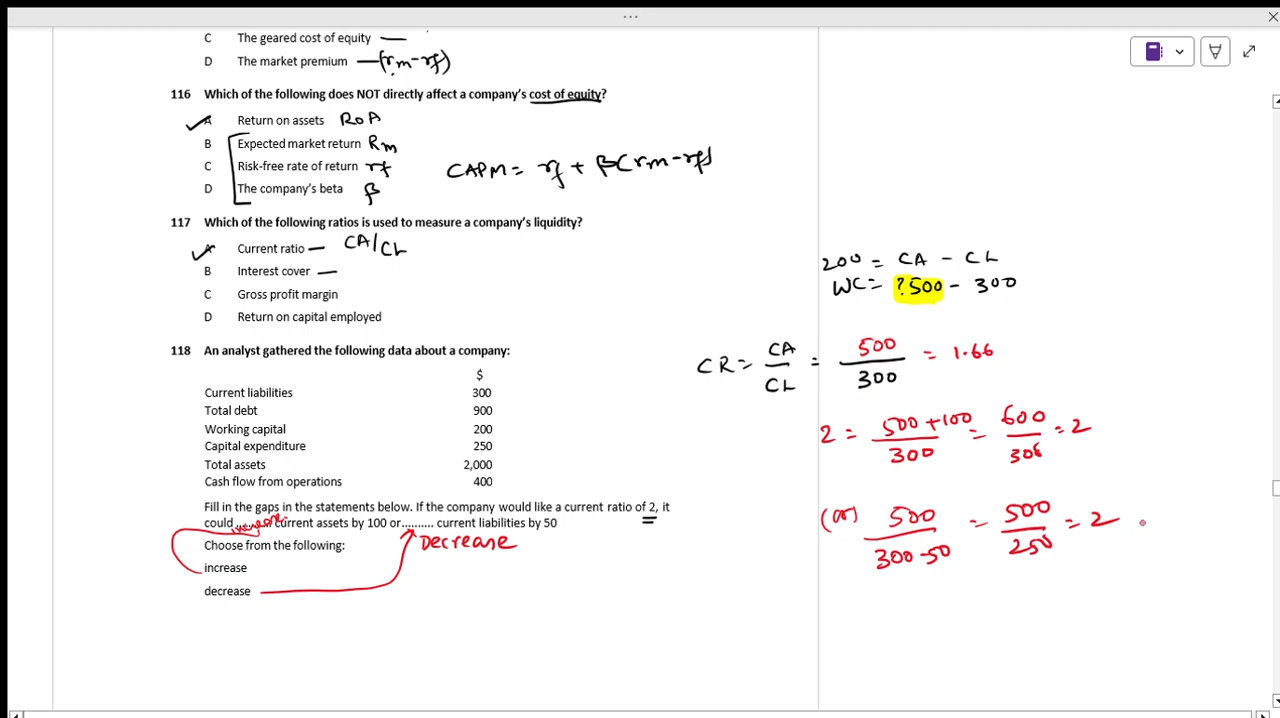 C The geared cost of equity —
D The market premium — (rm-rf)
116 Which of the following does NOT directly affect a company's cost of equity?
A Return on assets ROA
B Expected market return Rm
C Risk-free rate of return rf
D The company's beta β
CAPM = rf + β(rm-rf)
117 Which of the following ratios is used to measure a company's liquidity?
A Current ratio — CA/CL
B Interest cover —
C Gross profit margin
D Return on capital employed
200 = CA - CL
WC = ?500 - 300
118 An analyst gathered the following data about a company:
$
Current liabilities 300
Total debt 900
Working capital 200
Capital expenditure 250
Total assets 2,000
Cash flow from operations 400
CR = CA/CL = 500/300 = 1.66
2 = 500+100/300 = 600/300 = 2
Fill in the gaps in the statements below. If the company would like a current ratio of 2, it
could ..increase.. current assets by 100 or.......... current liabilities by 50
Decrease
Choose from the following:
increase
decrease
(or) 500/300-50 = 500/250 = 2